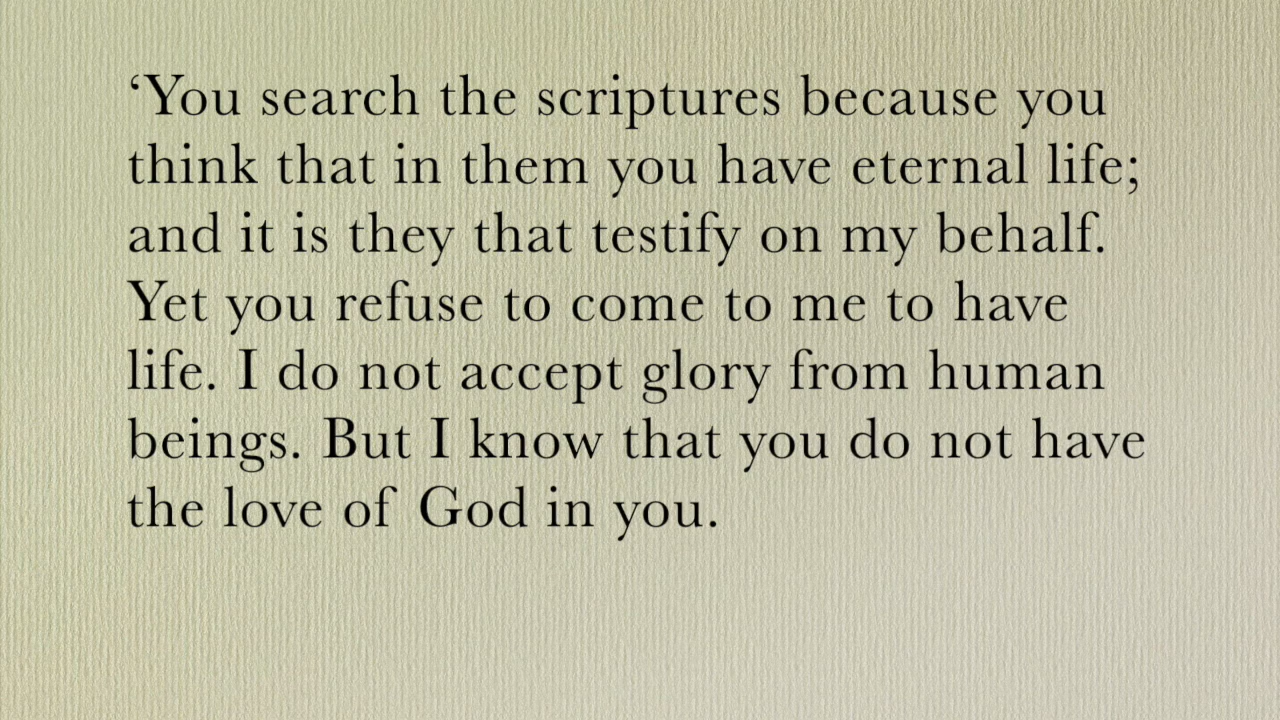 ‘You search the scriptures because you
think that in them you have eternal life;
and it is they that testify on my behalf.
Yet you refuse to come to me to have
life. I do not accept glory from human
beings. But I know that you do not have
the love of God in you.